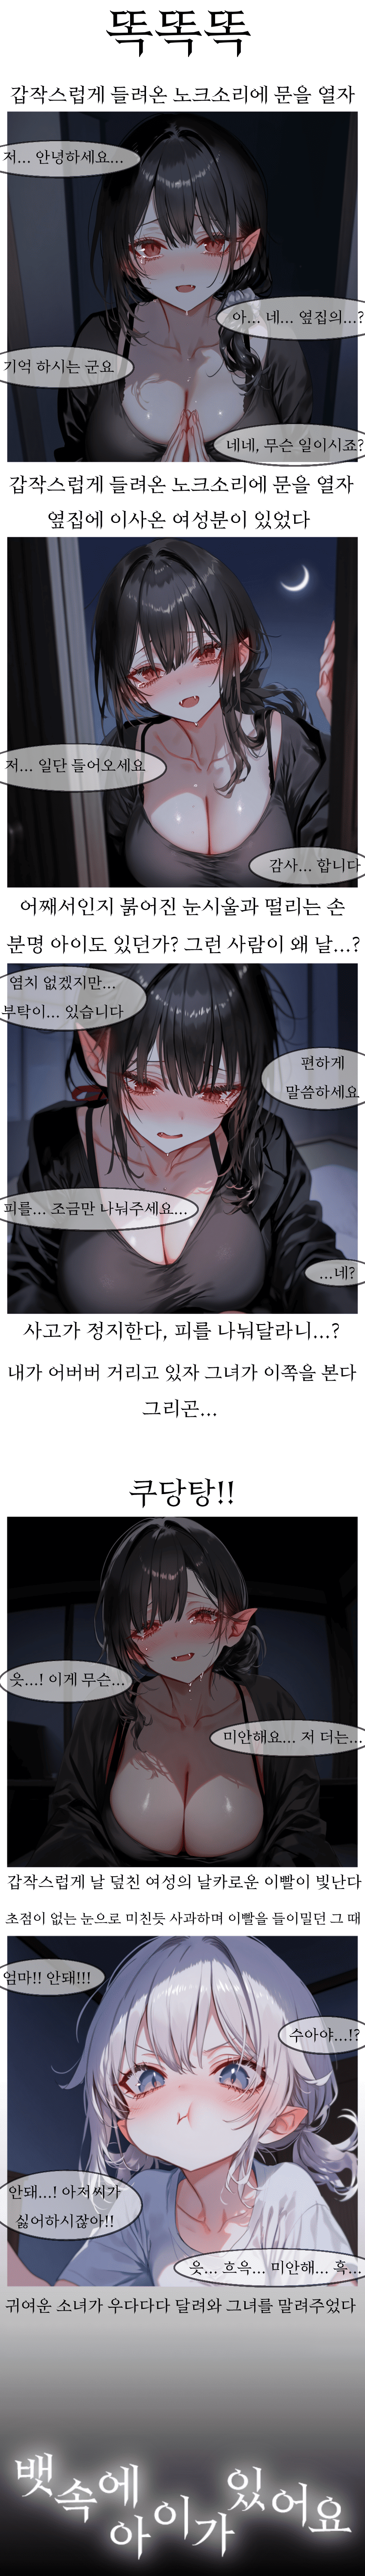 똑똑똑
갑작스럽게 들려온 노크소리에 문을 열자
저... 안녕하세요...
아... 네... 옆집의...?
기억 하시는 군요
네네, 무슨 일이시죠?
갑작스럽게 들려온 노크소리에 문을 열자
옆집에 이사온 여성분이 있었다
저... 일단 들어오세요
감사... 합니다
어째서인지 붉어진 눈시울과 떨리는 손
분명 아이도 있던가? 그런 사람이 왜 날...?
염치 없겠지만...
부탁이... 있습니다
편하게
말씀하세요
피를... 조금만 나눠주세요...
...네?
사고가 정지한다, 피를 나눠달라니...?
내가 어버버 거리고 있자 그녀가 이쪽을 본다
그리곤...
쿠당탕!!
읏...! 이게 무슨...
미안해요... 저 더는...
갑작스럽게 날 덮친 여성의 날카로운 이빨이 빛난다
초점이 없는 눈으로 미친듯 사과하며 이빨을 들이밀던 그 때
엄마!! 안돼!!!
수아야...!?
안돼...! 아저씨가
싫어하시잖아!!
읏... 흐윽... 미안해... 흑...
귀여운 소녀가 우다다다 달려와 그녀를 말려주었다
뱃속에 아이가 있어요